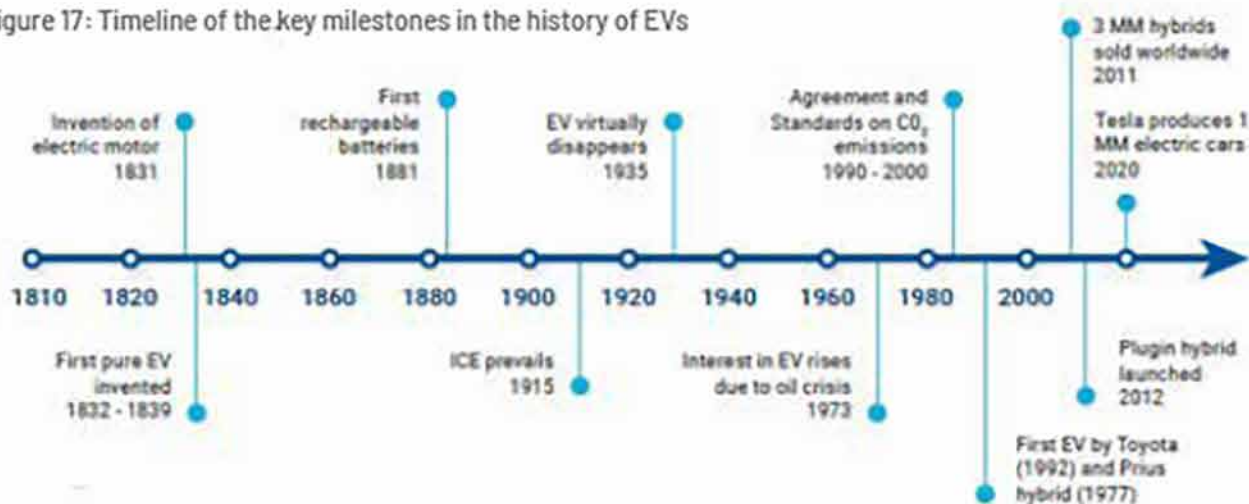 igure 17: Timeline of the key milestones in the history of EVs
3 MM hybrids
sold worldwide
2011
Invention of
electric motor
1831
First
rechargeable
batteries
1881
EV virtually
disappears
1935
Agreement and
Standards on CO₂
emissions
1990 - 2000
Tesla produces 1
MM electric cars
2020
1810 1820 1840 1860 1880 1900 1920 1940 1960 1980 2000
First pure EV
invented
1832 - 1839
ICE prevails
1915
Interest in EV rises
due to oil crisis
1973
Plugin hybrid
launched
2012
First EV by Toyota
(1992) and Prius
hybrid (1977)